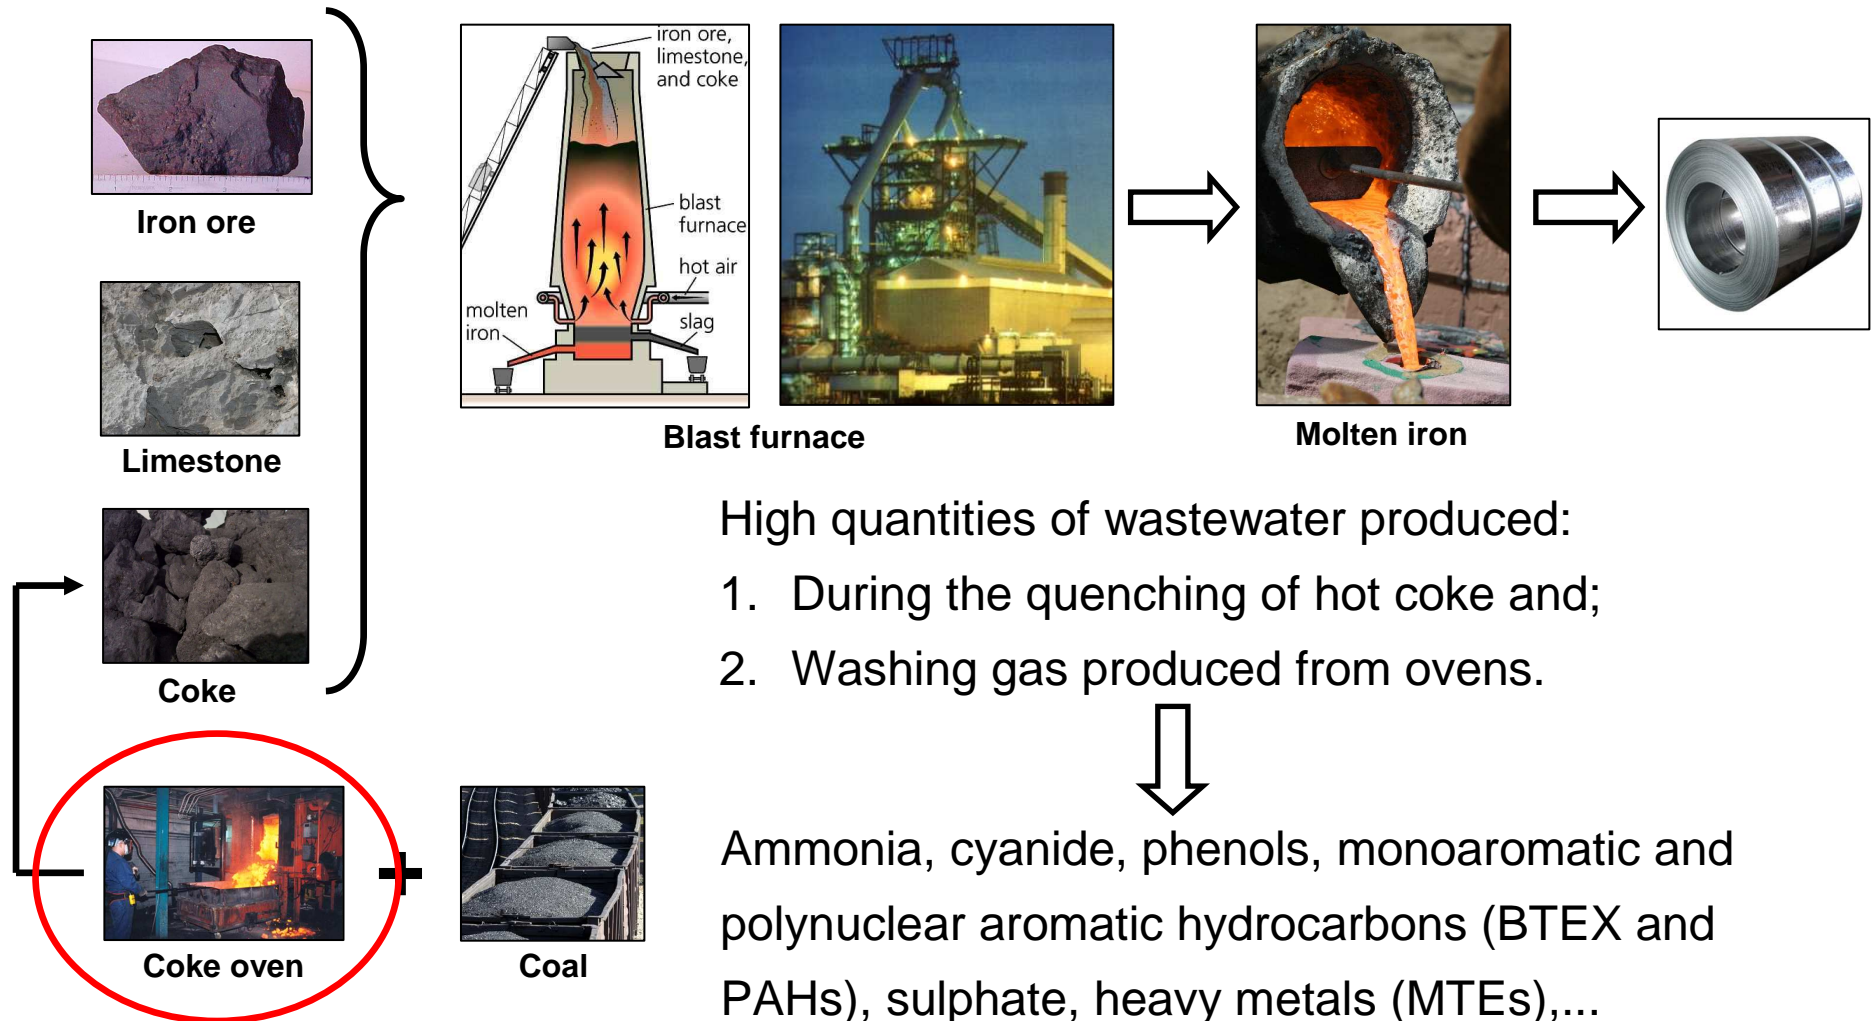 Iron ore
Limestone
Coke
Coke oven
+
Coal
iron ore,
limestone,
and coke
blast
furnace
hot air
molten
iron
slag
Blast furnace
Molten iron
High quantities of wastewater produced:
1. During the quenching of hot coke and;
2. Washing gas produced from ovens.
Ammonia, cyanide, phenols, monoaromatic and
polynuclear aromatic hydrocarbons (BTEX and
PAHs), sulphate, heavy metals (MTEs),...